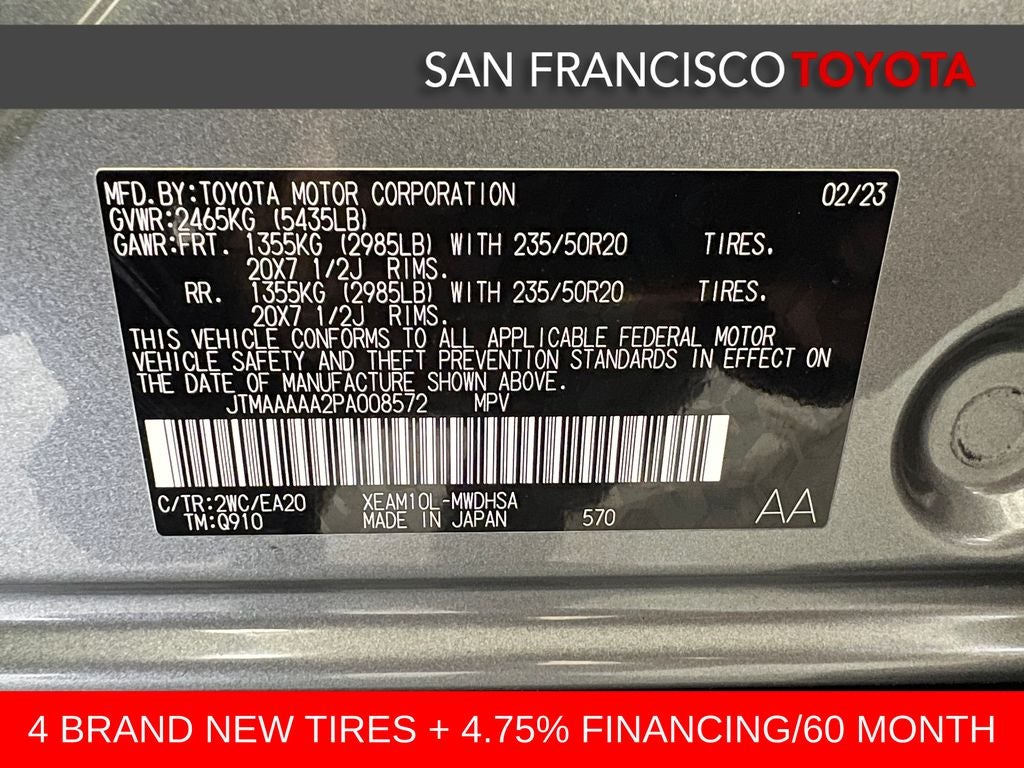 SAN FRANCISCO TOYOTA
MFD.BY:TOYOTA MOTOR CORPORATION 02/23
GVWR:2465KG (5435LB)
GAWR:FRT. 1355KG (2985LB) WITH 235/50R20 TIRES.
20X7 1/2J RIMS.
RR. 1355KG (2985LB) WITH 235/50R20 TIRES.
20X7 1/2J RIMS.
THIS VEHICLE CONFORMS TO ALL APPLICABLE FEDERAL MOTOR
VEHICLE SAFETY AND THEFT PREVENTION STANDARDS IN EFFECT ON
THE DATE OF MANUFACTURE SHOWN ABOVE.
JTMAAAAA2PA008572 MPV
C/TR:2WC/EA20 XEAM10L-MWDHSA
TM:Q910 MADE IN JAPAN 570 AA
4 BRAND NEW TIRES + 4.75% FINANCING/60 MONTH